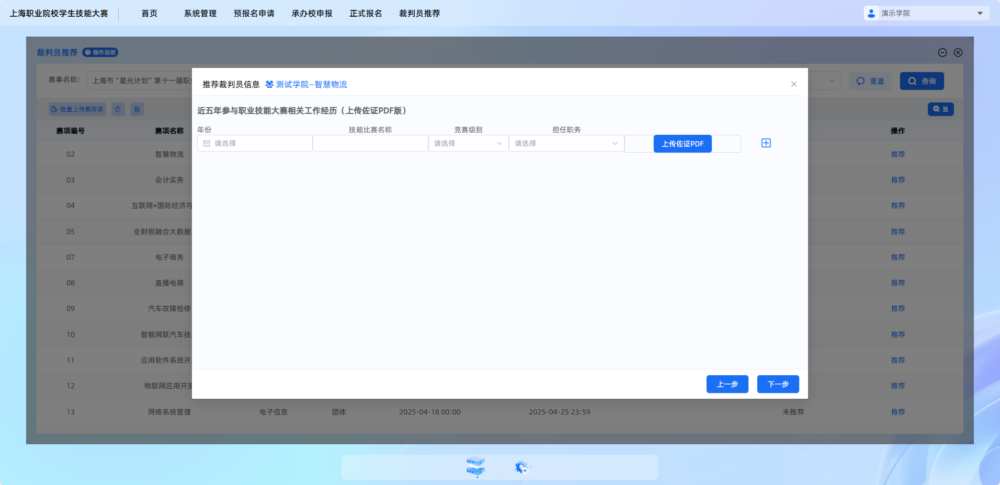 上海职业院校学生技能大赛 首页 系统管理 预报名申请 承办校申报 正式报名 裁判员推荐 演示学院
裁判员推荐 操作说明
赛事名称： 上海市“星光计划”第十一届职 重置 查询
推荐裁判员信息 测试学院–智慧物流
批量上传推荐表 显
近五年参与职业技能大赛相关工作经历（上传佐证PDF版）
赛项编号 赛项名称 操作
年份 技能比赛名称 竞赛级别 担任职务
请选择 请选择 请选择 上传佐证PDF
02 智慧物流 推荐
03 会计实务 推荐
04 互联网+国际经济与 推荐
05 业财税融合大数据 推荐
07 电子商务 推荐
08 直播电商 推荐
09 汽车故障检修 推荐
10 智能网联汽车技 推荐
11 应用软件系统开 推荐
12 物联网应用开发 推荐
上一步 下一步
13 网络系统管理 电子信息 团体 2025-04-18 00:00 2025-04-25 23:59 未推荐 推荐